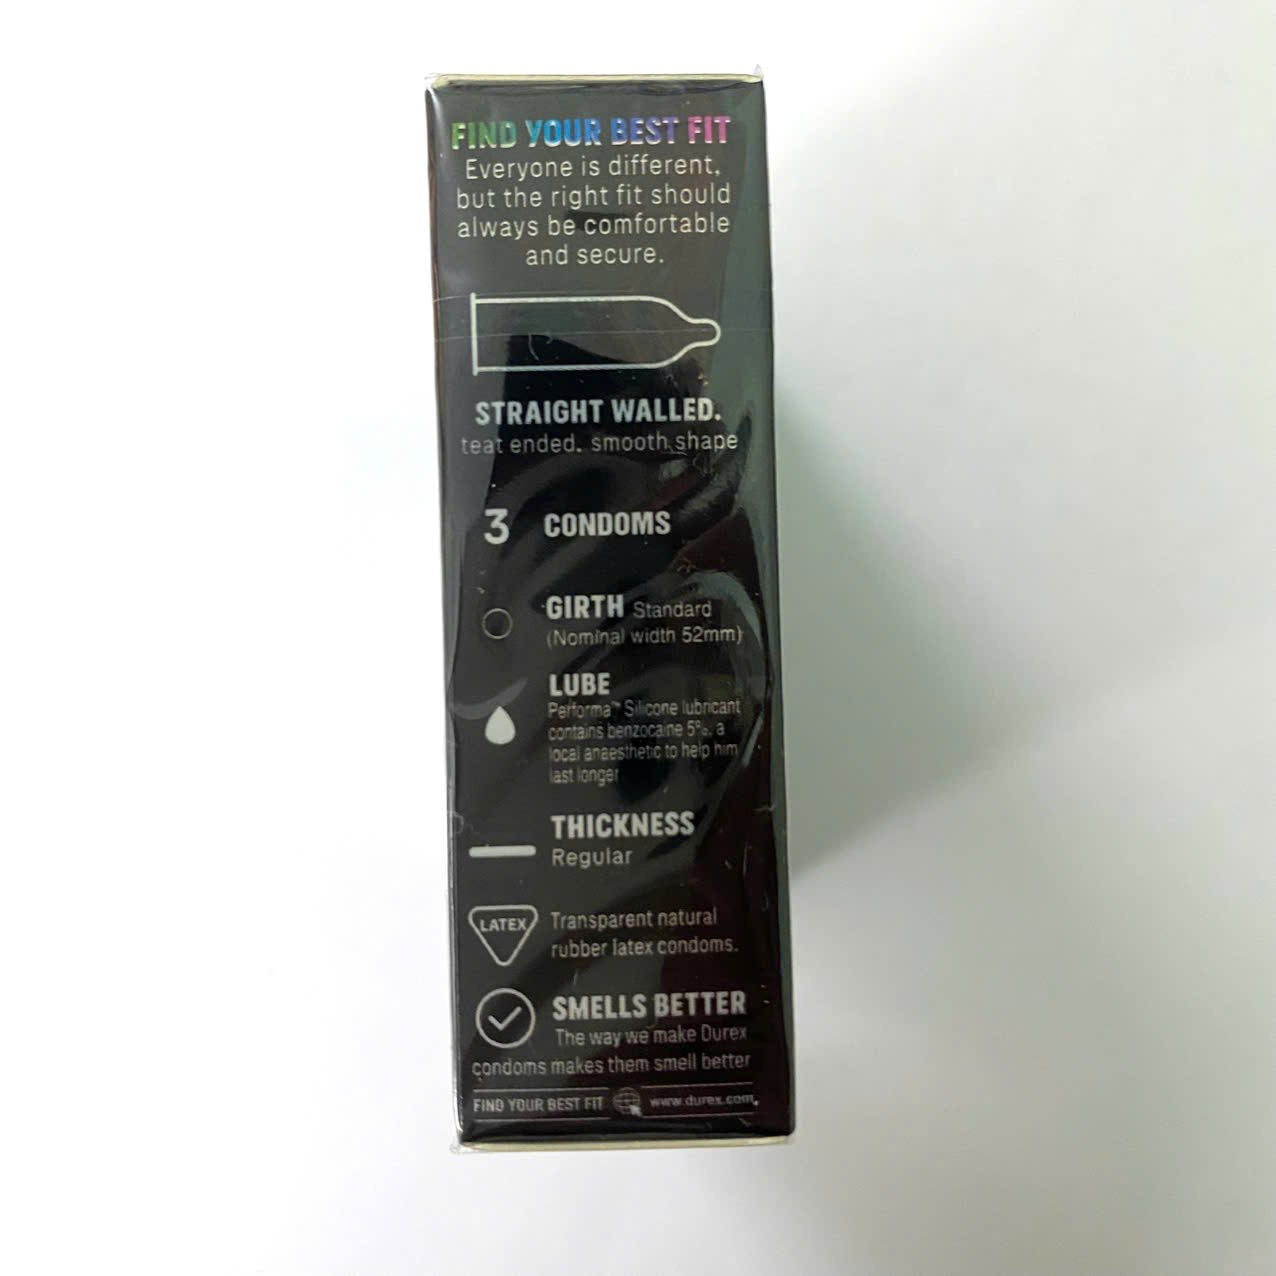 FIND YOUR BEST FIT
Everyone is different,
but the right fit should
always be comfortable
and secure.
STRAIGHT WALLED.
teat ended. smooth shape
3 CONDOMS
GIRTH Standard
(Nominal width 52mm)
LUBE
Performa™ Silicone lubricant
contains benzocaine 5%, a
local anaesthetic to help him
last longer
THICKNESS
Regular
LATEX Transparent natural
rubber latex condoms.
SMELLS BETTER
The way we make Durex
condoms makes them smell better
FIND YOUR BEST FIT www.durex.com.